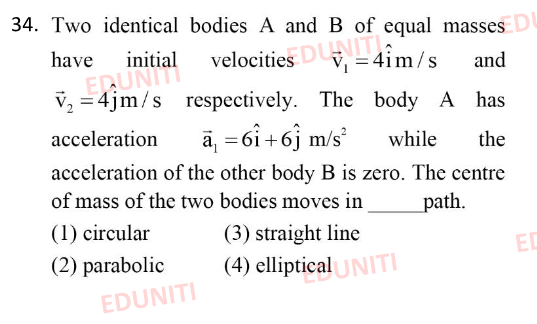 34. Two identical bodies A and B of equal masses
have initial velocities v⃗₁ = 4î m/s and
v⃗₂ = 4ĵ m/s respectively. The body A has
acceleration a⃗₁ = 6î + 6ĵ m/s² while the
acceleration of the other body B is zero. The centre
of mass of the two bodies moves in _____path.
(1) circular (3) straight line
(2) parabolic (4) elliptical
EDUNITI
EDUNITI
EDUNITI
EDUNITI